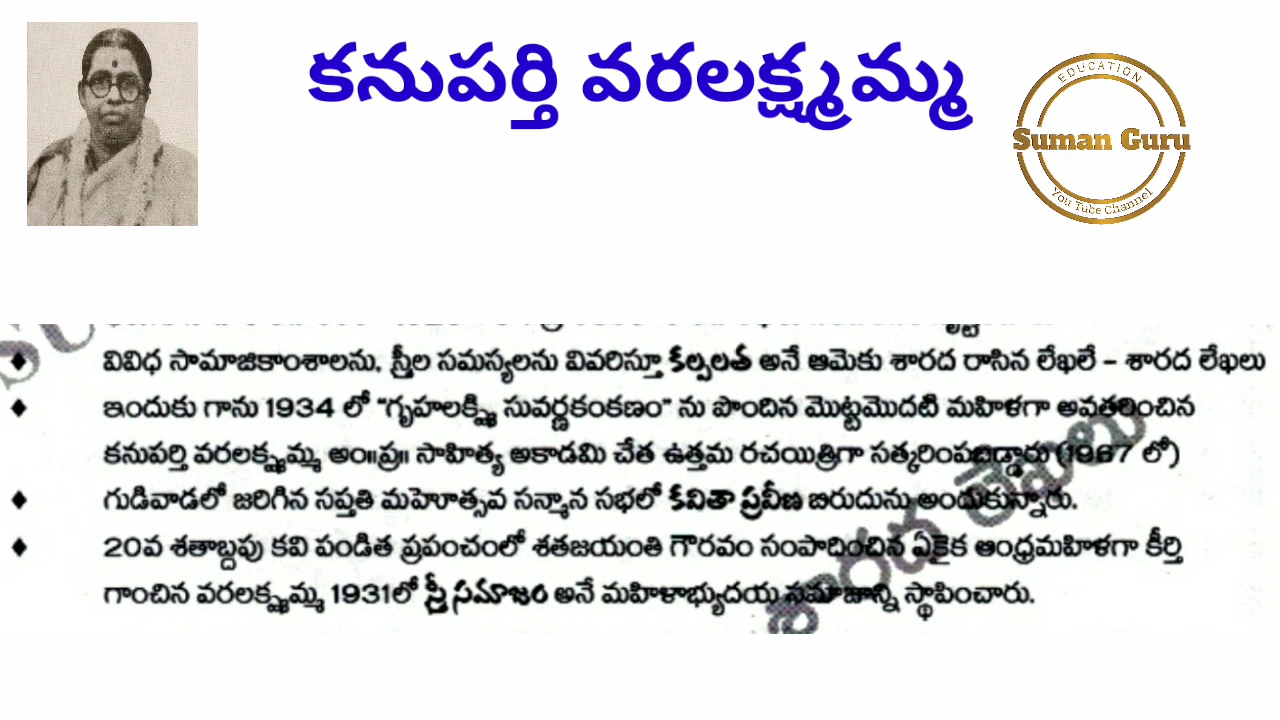 కనుపర్తి వరలక్ష్మమ్మ
EDUCATION
Suman Guru
You Tube Channel
♦ వివిధ సామాజికాంశాలను, స్త్రీల సమస్యలను వివరిస్తూ కల్పలత అనే ఆమెకు శారద రాసిన లేఖలే - శారద లేఖలు
♦ ఇందుకు గాను 1934 లో "గృహలక్ష్మి సువర్ణకంకణం" ను పొందిన మొట్టమొదటి మహిళగా అవతరించిన
కనుపర్తి వరలక్ష్మమ్మ ఆం॥ప్ర॥ సాహిత్య అకాడమి చేత ఉత్తమ రచయిత్రిగా సత్కరింపబడ్డారు (1967 లో)
♦ గుడివాడలో జరిగిన సప్తతి మహెూత్సవ సన్మాన సభలో కవితా ప్రవీణ బిరుదును అందుకున్నారు.
♦ 20వ శతాబ్దపు కవి పండిత ప్రపంచంలో శతజయంతి గౌరవం సంపాదించిన ఏకైక ఆంధ్రమహిళగా కీర్తి
గాంచిన వరలక్ష్మమ్మ 1931లో స్త్రీ సమాజం అనే మహిళాభ్యుదయ సమాజాన్ని స్థాపించారు.
శారద లేఖలు